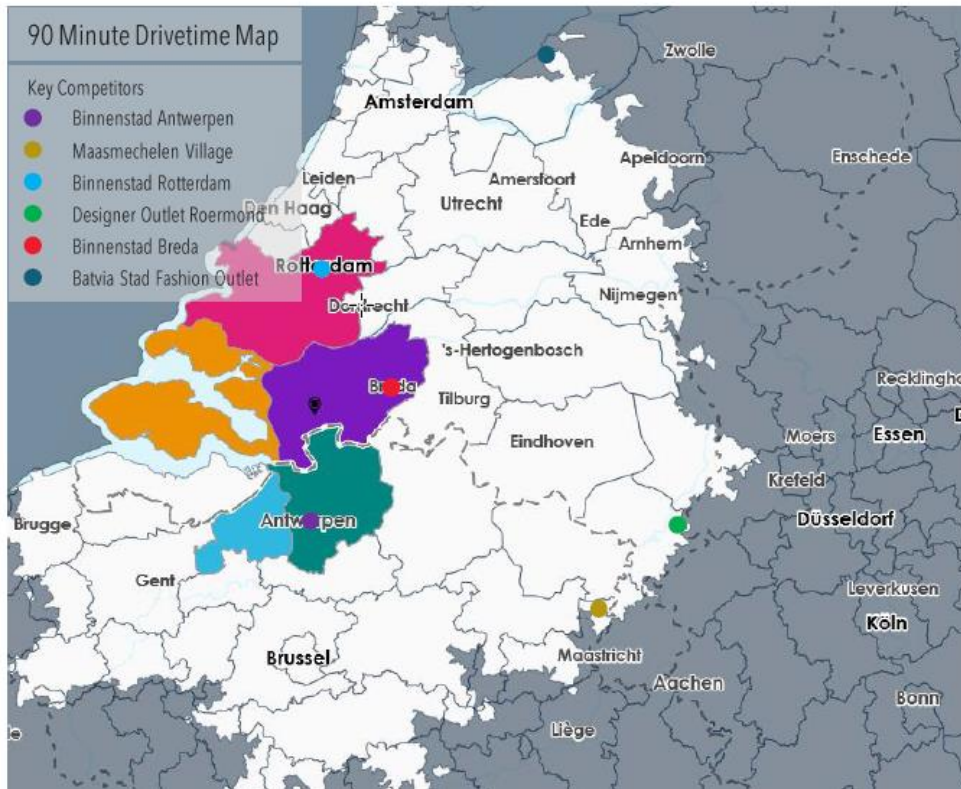 90 Minute Drivetime Map
Key Competitors
Binnenstad Antwerpen
Maasmechelen Village
Binnenstad Rotterdam
Designer Outlet Roermond
Binnenstad Breda
Batvia Stad Fashion Outlet
Zwolle
Amsterdam
Enschede
Apeldoorn
Leiden
Amersfoort
Den Haag
Utrecht
Ede
Arnhem
Rotterdam
Nijmegen
Dordrecht
's-Hertogenbosch
Breda
Tilburg
Recklingha
Eindhoven
Moers
Essen
D
Krefeld
Brugge
Antwerpen
Düsseldorf
Gent
Leverkusen
Köln
Brussel
Maastricht
Aachen
Bonn
Liège
le